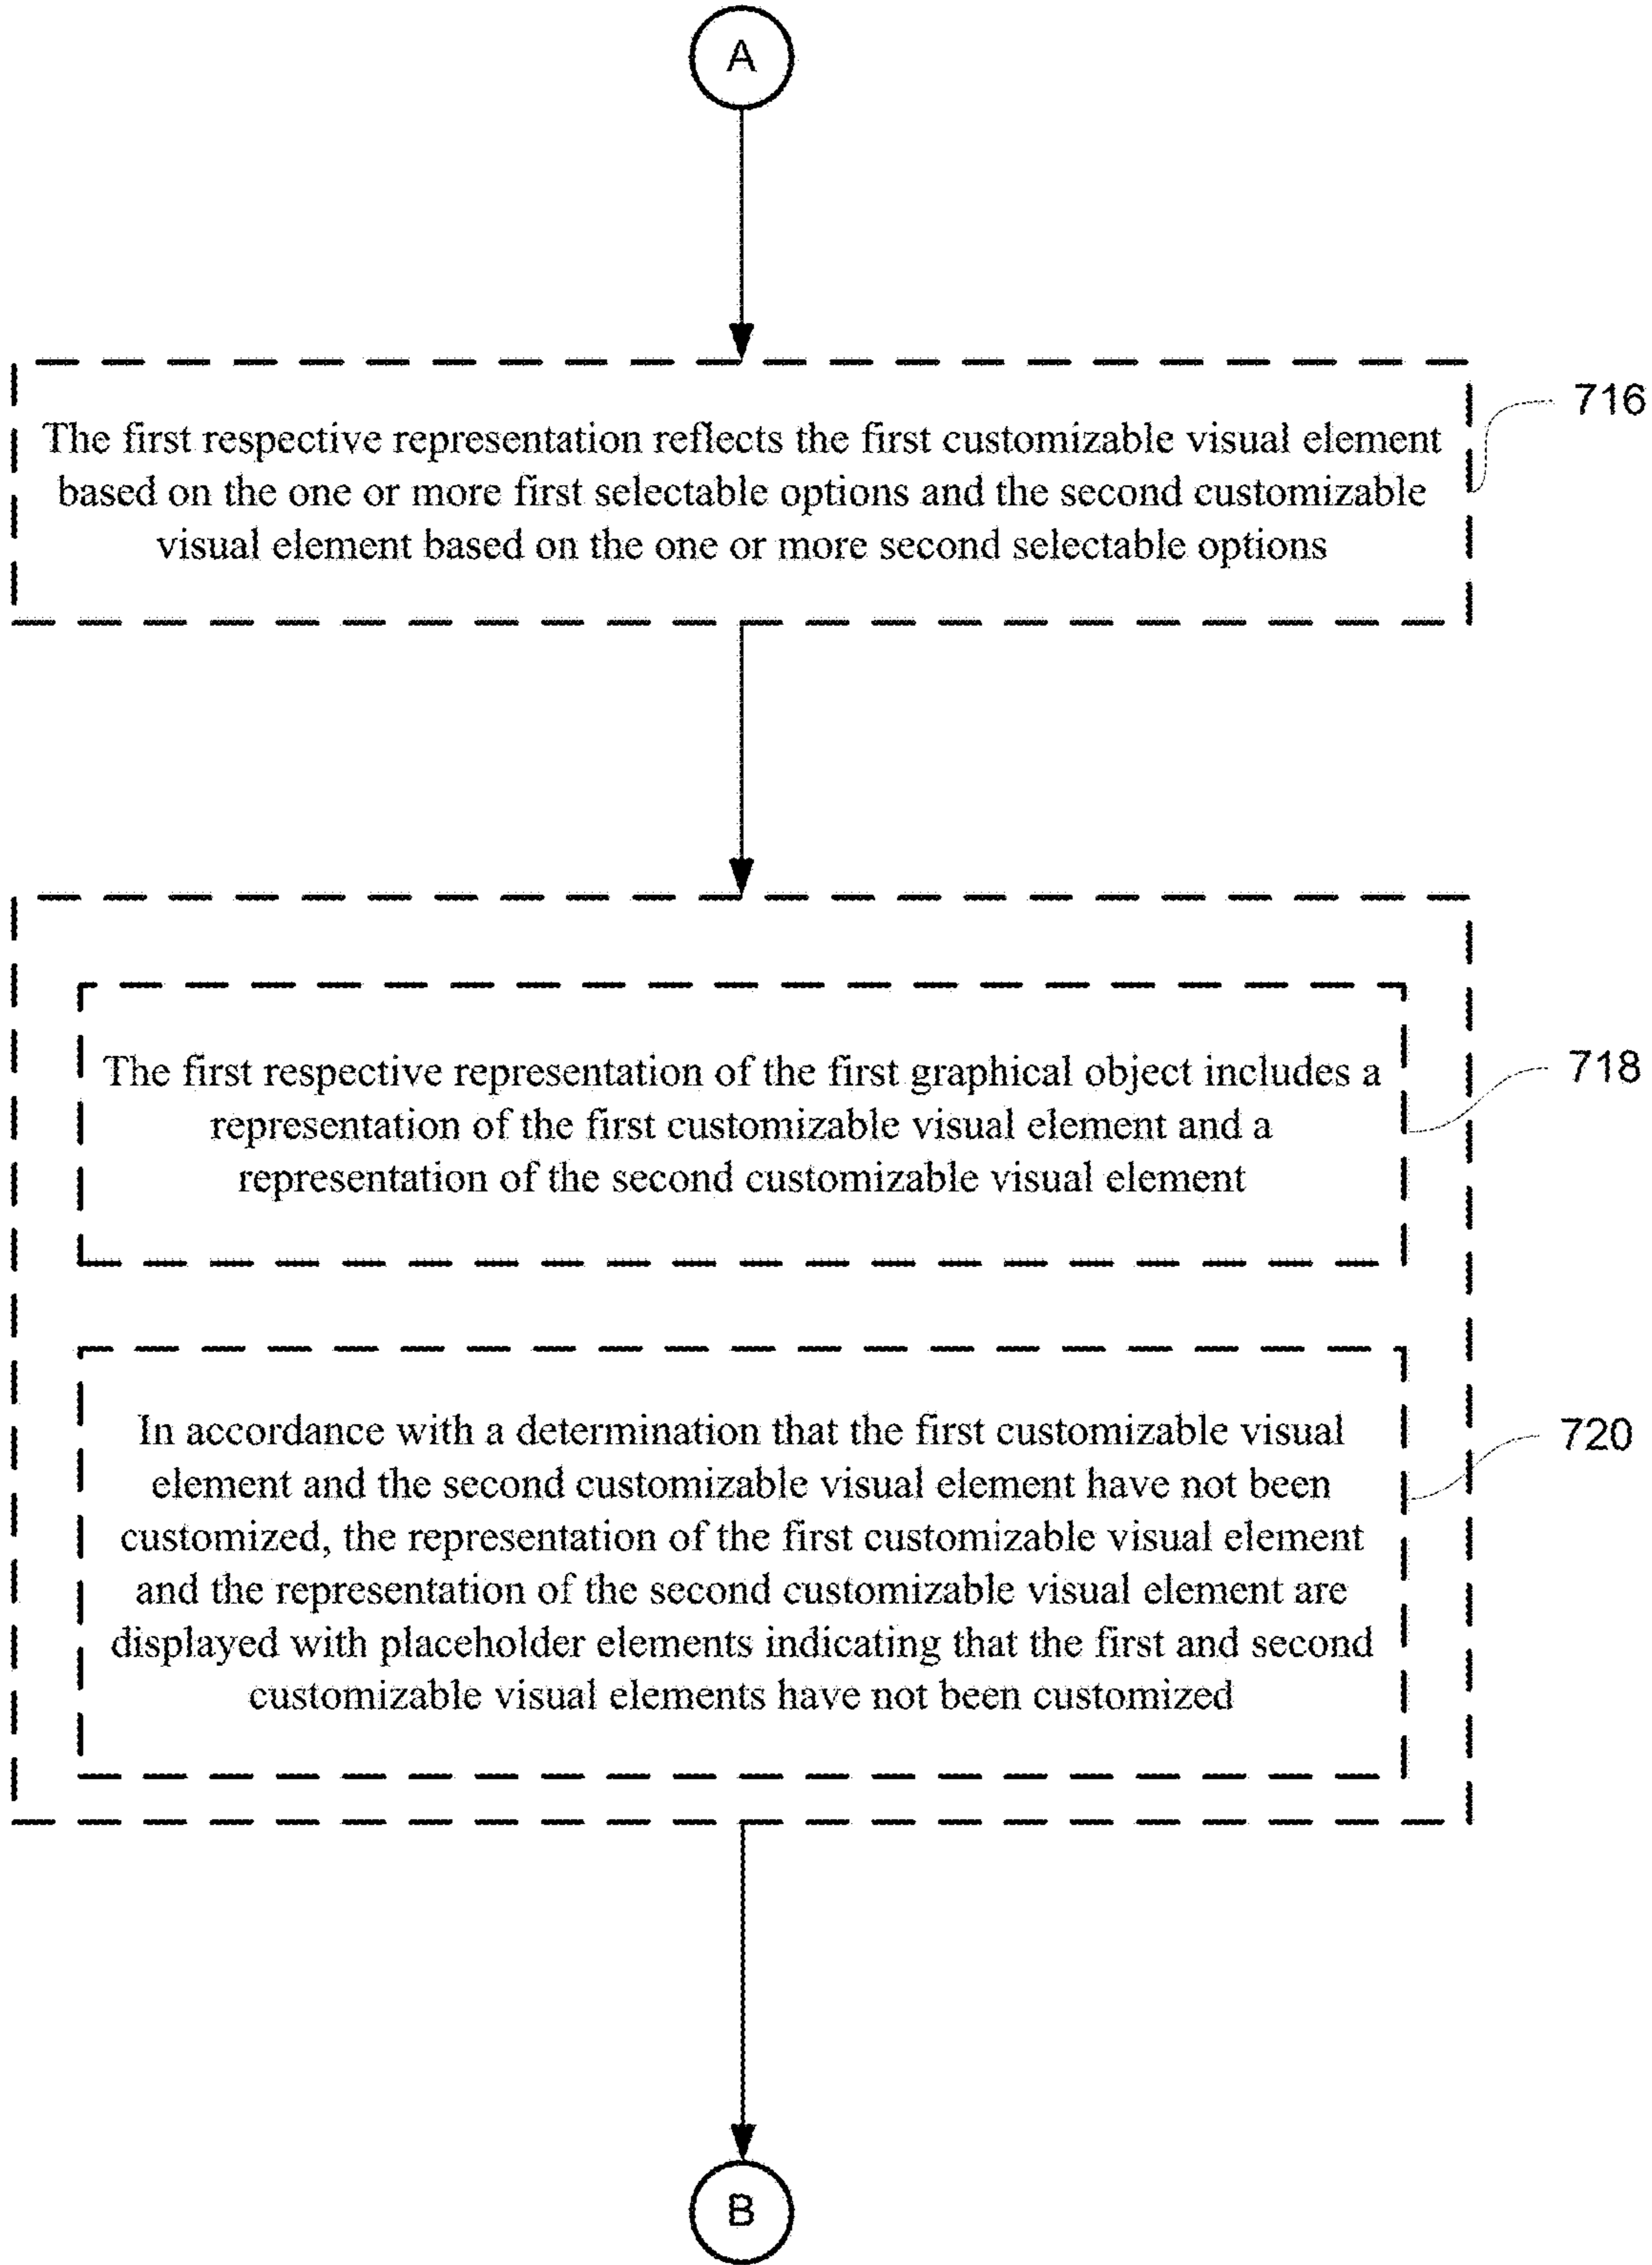 A
716
The first respective representation reflects the first customizable visual element
based on the one or more first selectable options and the second customizable
visual element based on the one or more second selectable options
718
The first respective representation of the first graphical object includes a
representation of the first customizable visual element and a
representation of the second customizable visual element
720
In accordance with a determination that the first customizable visual
element and the second customizable visual element have not been
customized, the representation of the first customizable visual element
and the representation of the second customizable visual element are
displayed with placeholder elements indicating that the first and second
customizable visual elements have not been customized
B